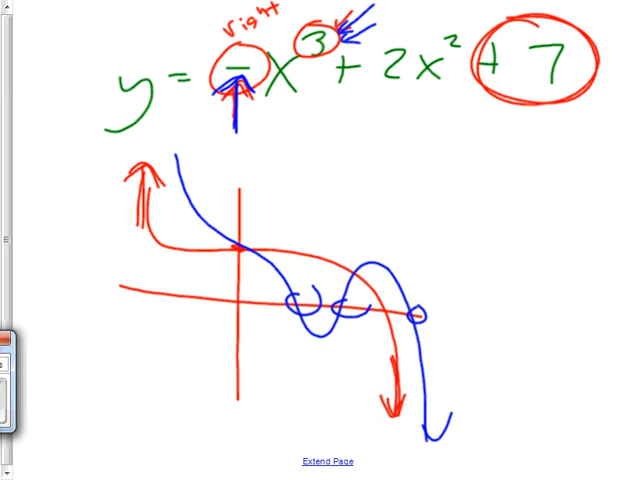 right
y = - x³ + 2x² + 7
Extend Page